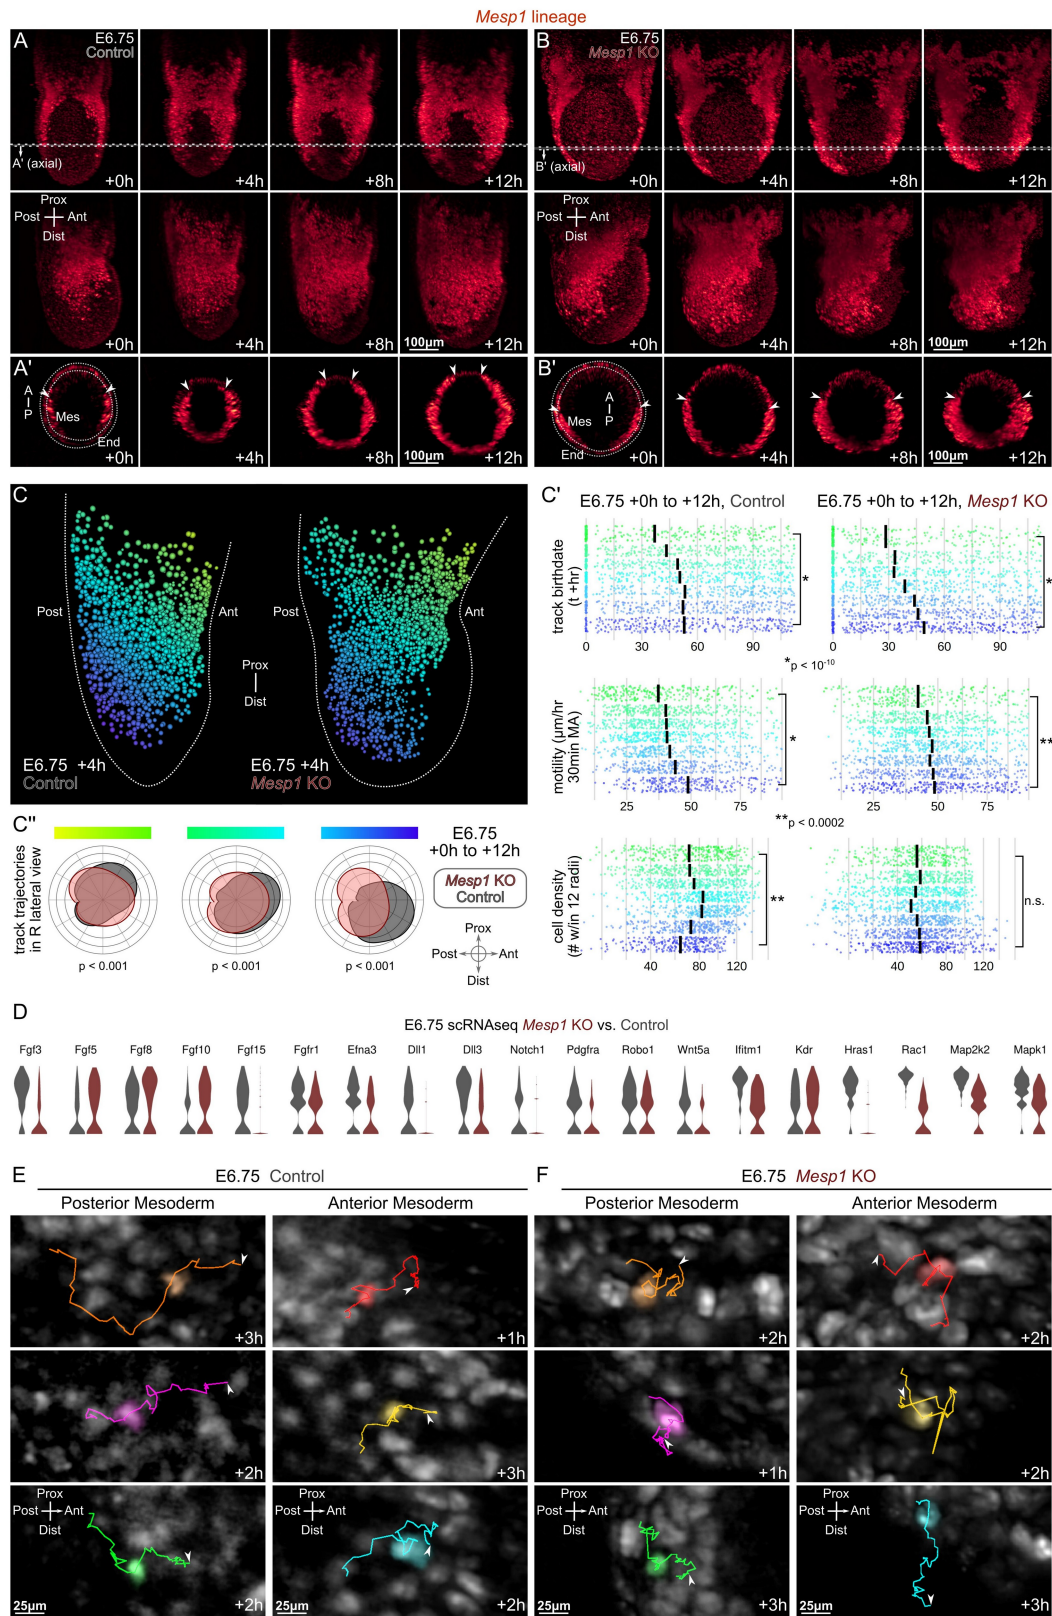 Mesp1 lineage
A
E6.75
Control
A' (axial)
+0h
+4h
+8h
+12h
B
E6.75
Mesp1 KO
B' (axial)
+0h
+4h
+8h
+12h
Prox
Post
Ant
Dist
+0h
+4h
+8h
100µm
+12h
Prox
Post
Ant
Dist
+0h
+4h
+8h
100µm
+12h
A'
A
P
Mes
End
+0h
+4h
+8h
100µm
+12h
B'
A
P
Mes
End
+0h
+4h
+8h
100µm
+12h
C
Post
Ant
Post
Ant
Prox
Dist
E6.75 +4h
Control
E6.75 +4h
Mesp1 KO
C'
E6.75 +0h to +12h, Control
E6.75 +0h to +12h, Mesp1 KO
track birthdate
(t +hr)
*
*
0 30 60 90
0 30 60 90
*p < 10-10
motility (µm/hr
30min MA)
*
**
25 50 75
25 50 75
**p < 0.0002
cell density
(# w/in 12 radii)
**
n.s.
40 80 120
40 80 120
C"
E6.75
+0h to +12h
Mesp1 KO
Control
track trajectories
in R lateral view
p < 0.001
p < 0.001
p < 0.001
Prox
Post
Ant
Dist
D
E6.75 scRNAseq Mesp1 KO vs. Control
Fgf3 Fgf5 Fgf8 Fgf10 Fgf15 Fgfr1 Efna3 Dll1 Dll3 Notch1 Pdgfra Robo1 Wnt5a Ifitm1 Kdr Hras1 Rac1 Map2k2 Mapk1
E
E6.75 Control
Posterior Mesoderm
Anterior Mesoderm
F
E6.75 Mesp1 KO
Posterior Mesoderm
Anterior Mesoderm
+3h
+1h
+2h
+2h
+2h
+3h
+1h
+2h
Prox
Post
Ant
Dist
25µm
+2h
Prox
Post
Ant
Dist
25µm
+2h
Prox
Post
Ant
Dist
25µm
+3h
Prox
Post
Ant
Dist
25µm
+3h